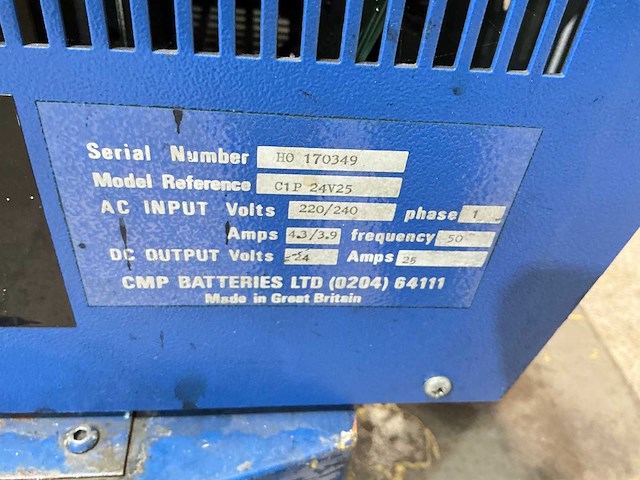 Serial Number HO 170349
Model Reference C1P 24V25
AC INPUT Volts 220/240 phase 1
Amps 4.3/3.9 frequency 50
DC OUTPUT Volts 24 Amps 25
CMP BATTERIES LTD (0204) 64111
Made in Great Britain